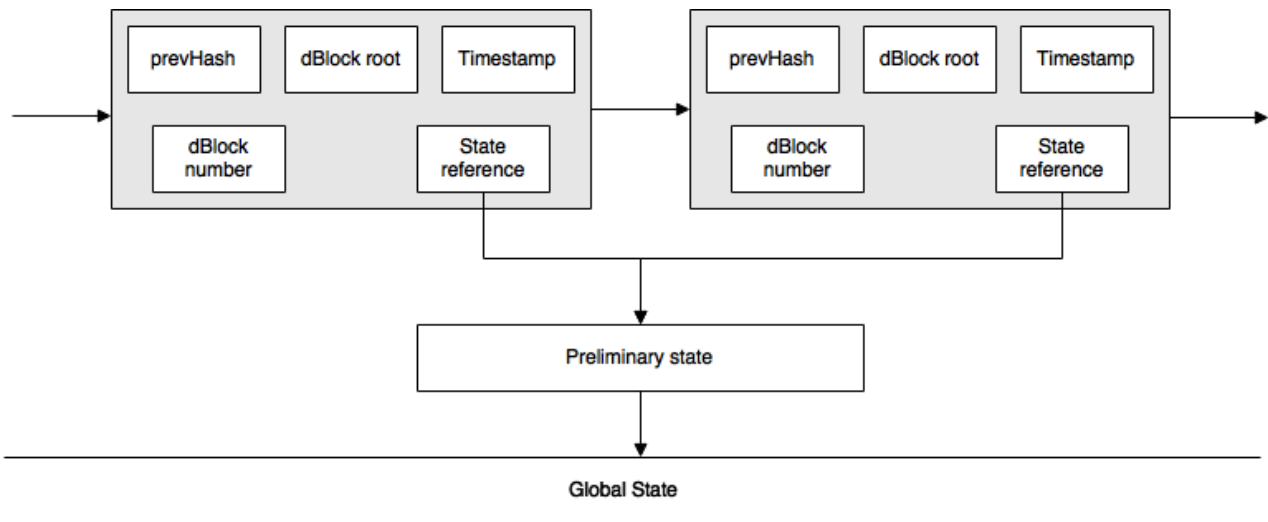 prevHash
dBlock root
Timestamp
prevHash
dBlock root
Timestamp
dBlock
number
State
reference
dBlock
number
State
reference
Preliminary state
Global State